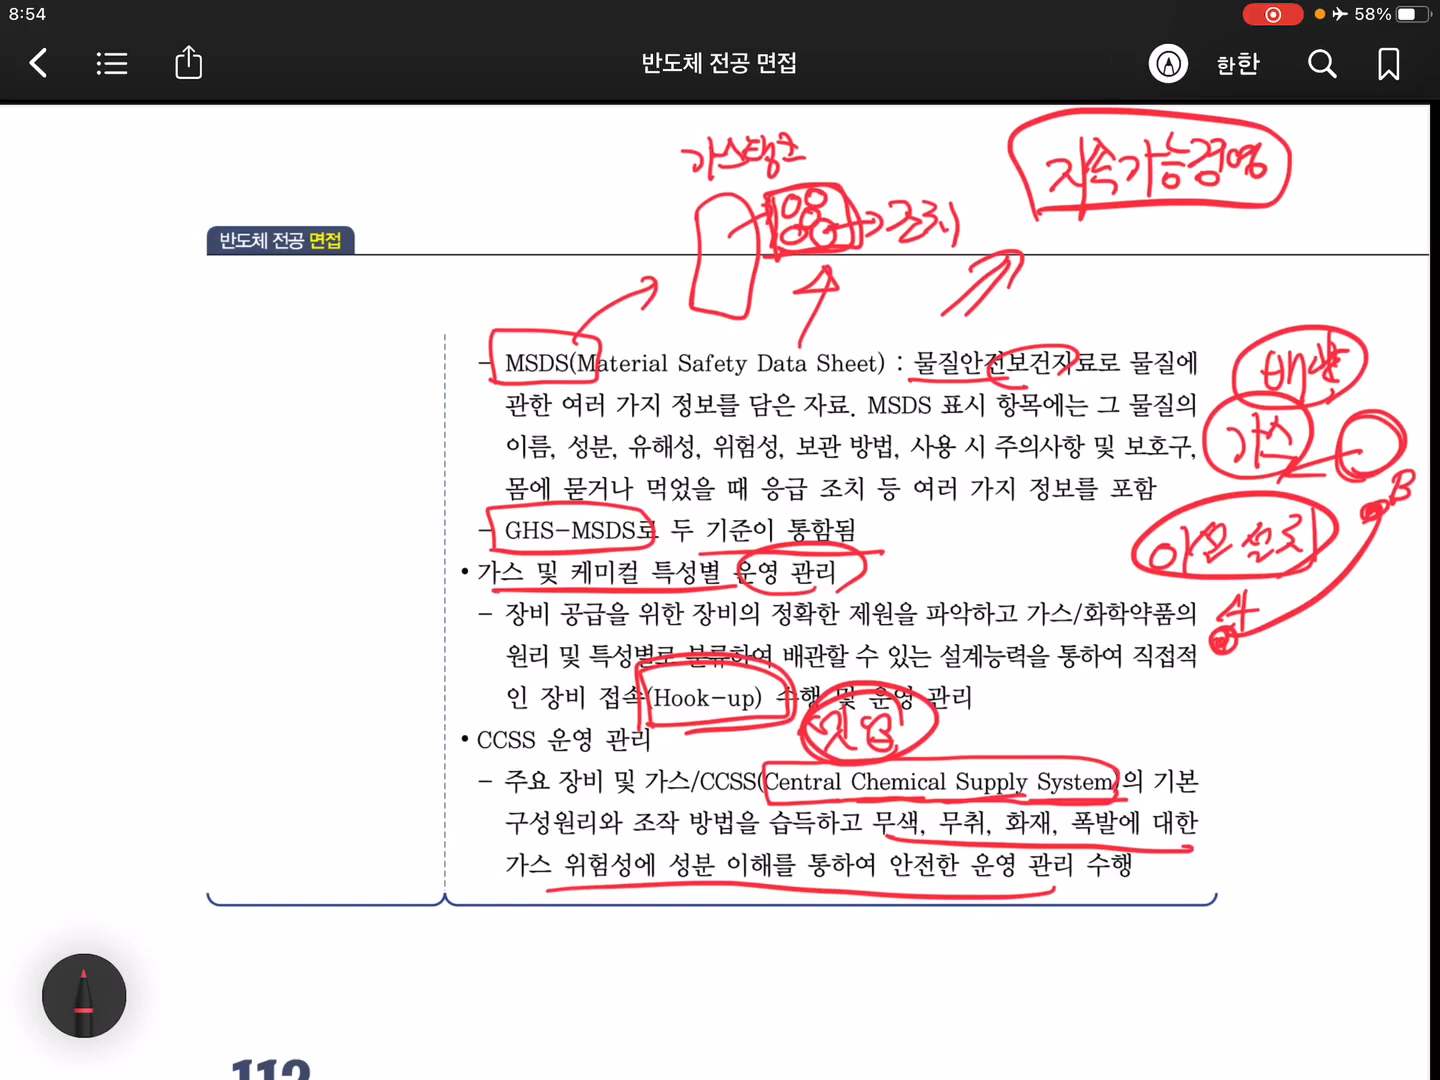 8:54
58%
반도체 전공 면접
한한
가스탱크
지속가능경영
반도체 전공 면접
- MSDS(Material Safety Data Sheet) : 물질안전보건자료로 물질에
관한 여러 가지 정보를 담은 자료. MSDS 표시 항목에는 그 물질의
이름, 성분, 유해성, 위험성, 보관 방법, 사용 시 주의사항 및 보호구,
몸에 묻거나 먹었을 때 응급 조치 등 여러 가지 정보를 포함
배관
가스
B
- GHS-MSDS로 두 기준이 통합됨
• 가스 및 케미컬 특성별 운영 관리
A
- 장비 공급을 위한 장비의 정확한 제원을 파악하고 가스/화학약품의
원리 및 특성별로 분류하여 배관할 수 있는 설계능력을 통하여 직접적
인 장비 접속(Hook-up) 수행 및 운영 관리
• CCSS 운영 관리
- 주요 장비 및 가스/CCSS(Central Chemical Supply System)의 기본
구성원리와 조작 방법을 습득하고 무색, 무취, 화재, 폭발에 대한
가스 위험성에 성분 이해를 통하여 안전한 운영 관리 수행